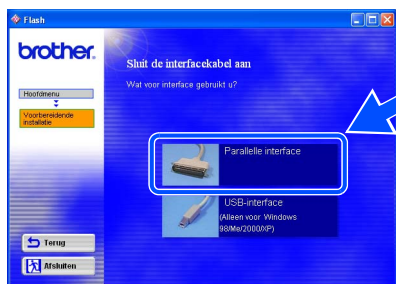 Flash
brother
Sluit de interfacekabel aan
Wat voor interface gebruikt u?
Hoofdmenu
Voorbereidende
installatie
Parallelle interface
USB-interface
(Alleen voor Windows
98/Me/2000/XP)
Terug
Afsluiten